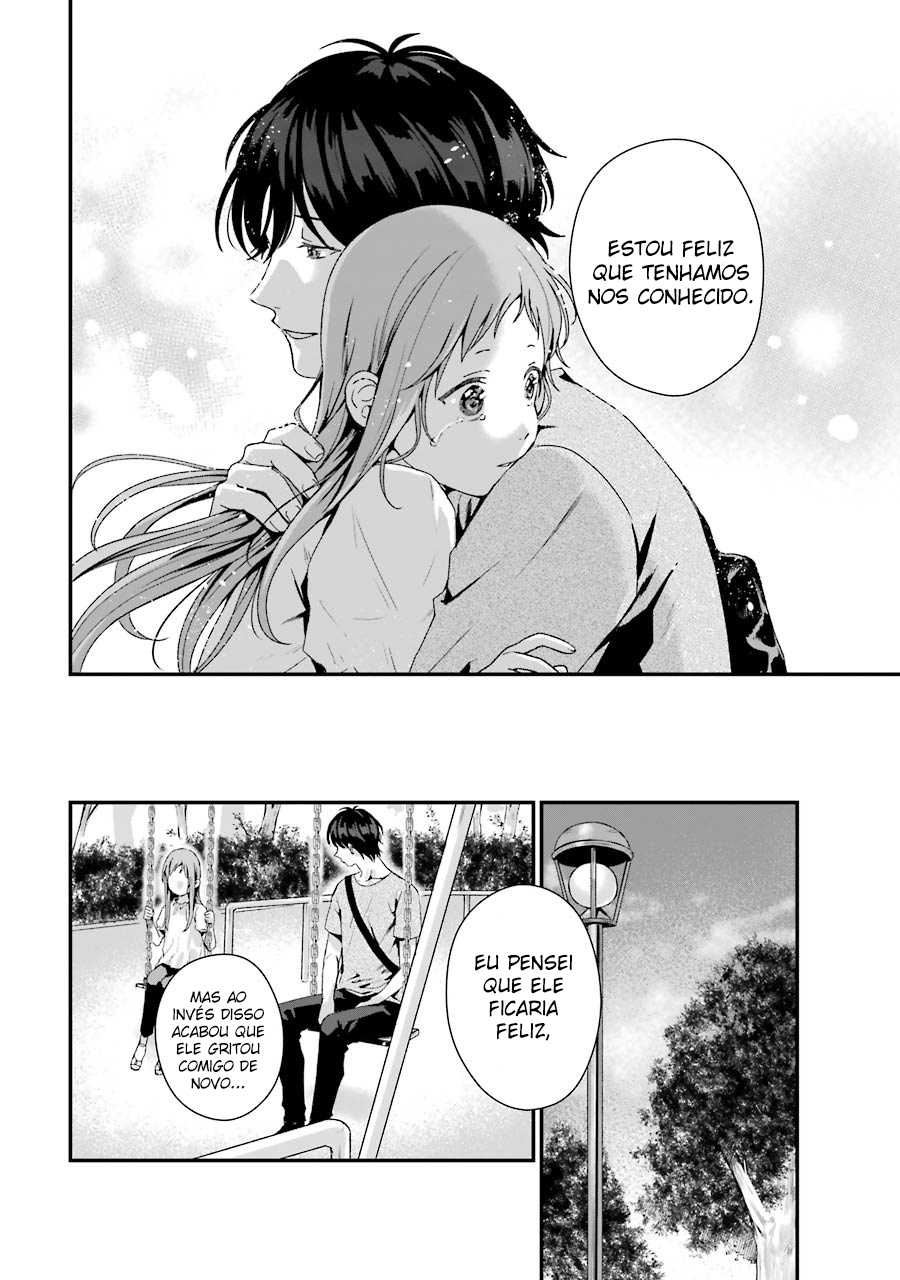 ESTOU FELIZ
QUE TENHAMOS
NOS CONHECIDO.
EU PENSEI
QUE ELE
FICARIA
FELIZ,
MAS AO
INVÉS DISSO
ACABOU QUE
ELE GRITOU
COMIGO DE
NOVO...